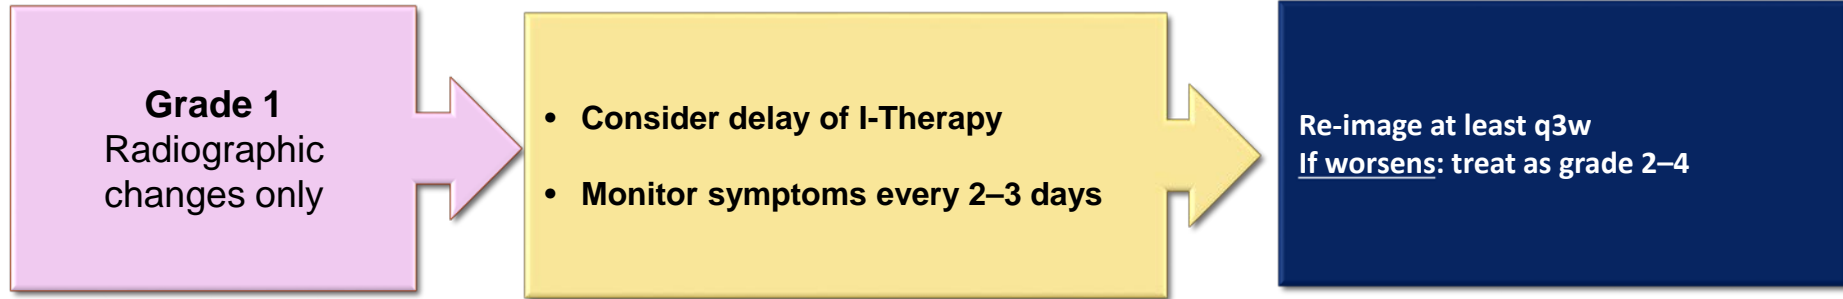 Grade 1
Radiographic
changes only
• Consider delay of I-Therapy
• Monitor symptoms every 2–3 days
Re-image at least q3w
If worsens: treat as grade 2–4